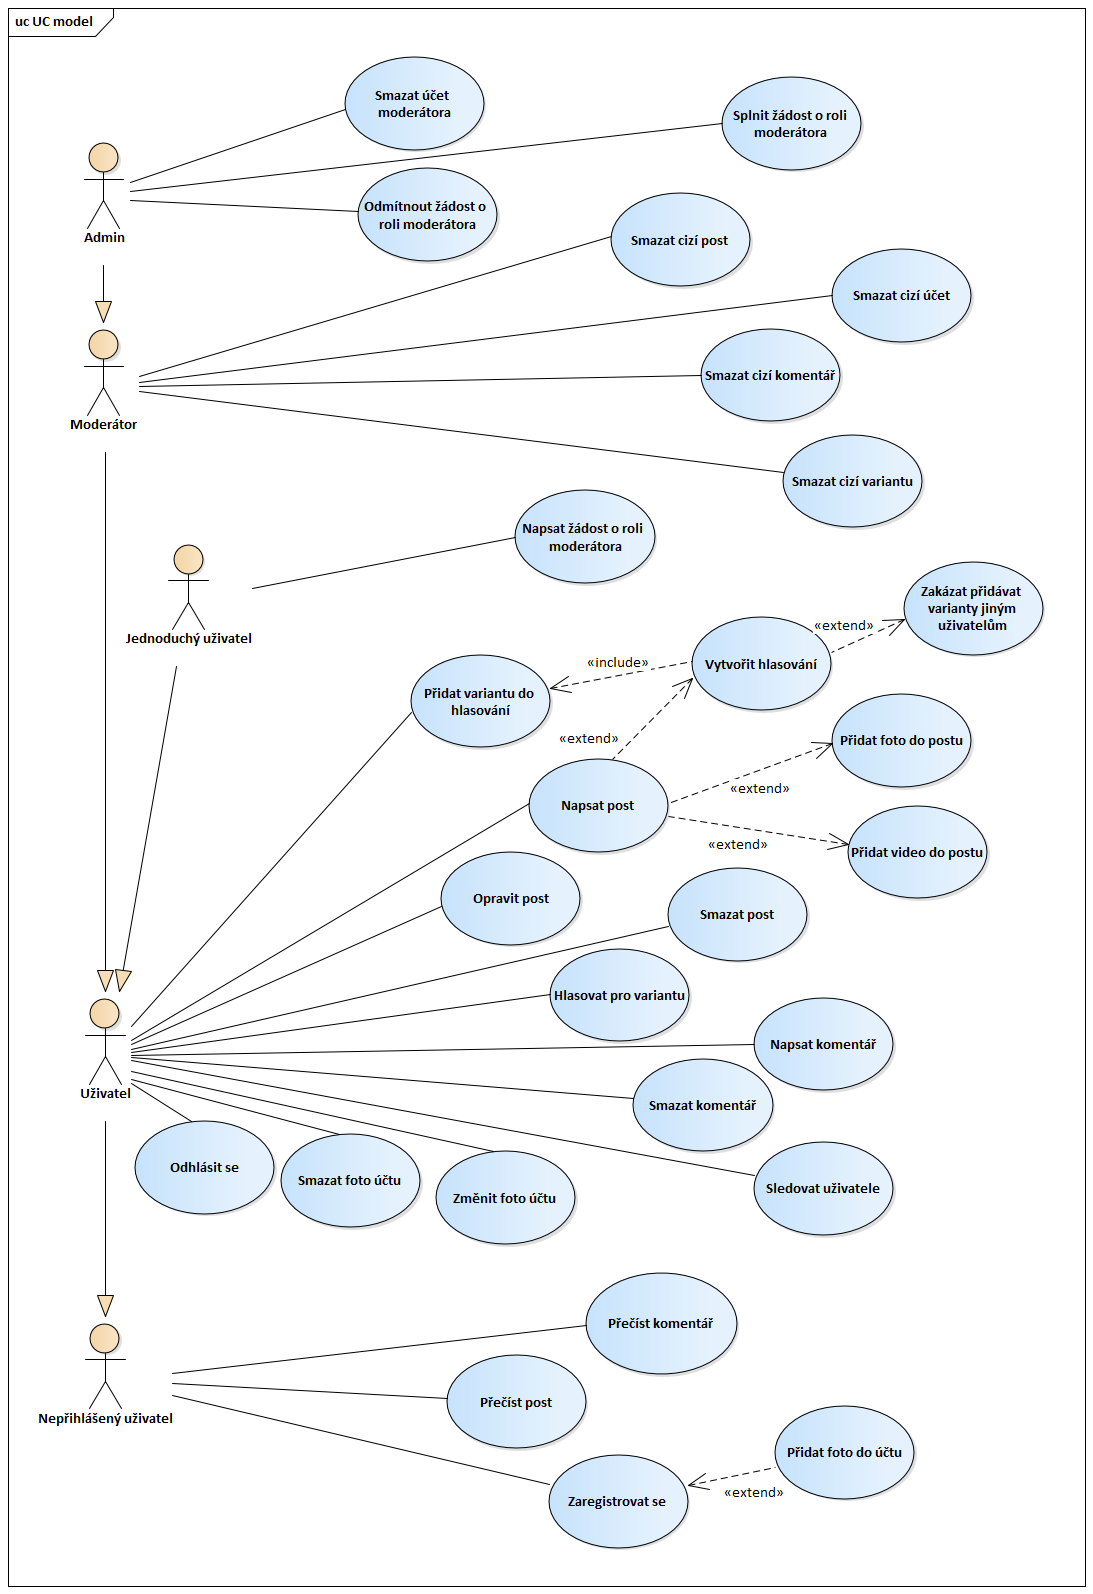 uc UC model
Smazat účet
moderátora
Splnit žádost o roli
moderátora
Admin
Odmítnout žádost o
roli moderátora
Smazat cizí post
Smazat cizí účet
Smazat cizí komentář
Moderátor
Smazat cizí variantu
Napsat žádost o roli
moderátora
Jednoduchý uživatel
Zakázat přidávat
varianty jiným
uživatelům
«extend»
Vytvořit hlasování
«include»
Přidat variantu do
hlasování
«extend»
Přidat foto do postu
«extend»
Napsat post
«extend»
Přidat video do postu
Opravit post
Smazat post
Hlasovat pro variantu
Napsat komentář
Uživatel
Smazat komentář
Odhlásit se
Smazat foto účtu
Změnit foto účtu
Sledovat uživatele
Přečíst komentář
Přečíst post
Nepřihlášený uživatel
Přidat foto do účtu
«extend»
Zaregistrovat se